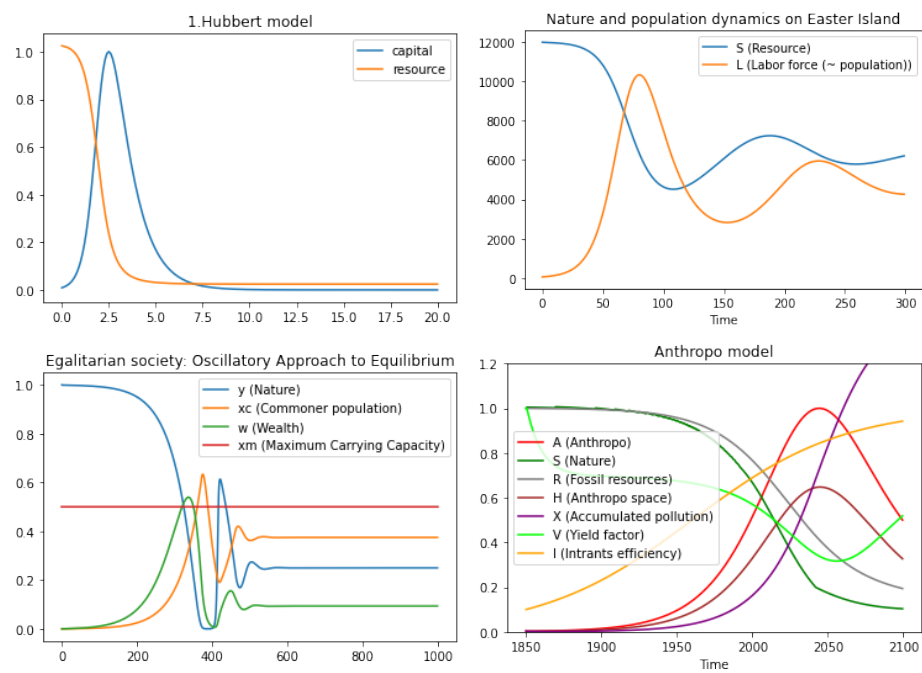 1.Hubbert model
capital
resource
1.0
0.8
0.6
0.4
0.2
0.0
0.0 2.5 5.0 7.5 10.0 12.5 15.0 17.5 20.0
Nature and population dynamics on Easter Island
S (Resource)
L (Labor force (~ population))
12000
10000
8000
6000
4000
2000
0
0 50 100 150 200 250 300
Time
Egalitarian society: Oscillatory Approach to Equilibrium
y (Nature)
xc (Commoner population)
w (Wealth)
xm (Maximum Carrying Capacity)
1.0
0.8
0.6
0.4
0.2
0.0
0 200 400 600 800 1000
Anthropo model
1.2
1.0
0.8
0.6
0.4
0.2
0.0
A (Anthropo)
S (Nature)
R (Fossil resources)
H (Anthropo space)
X (Accumulated pollution)
V (Yield factor)
I (Intrants efficiency)
1850 1900 1950 2000 2050 2100
Time